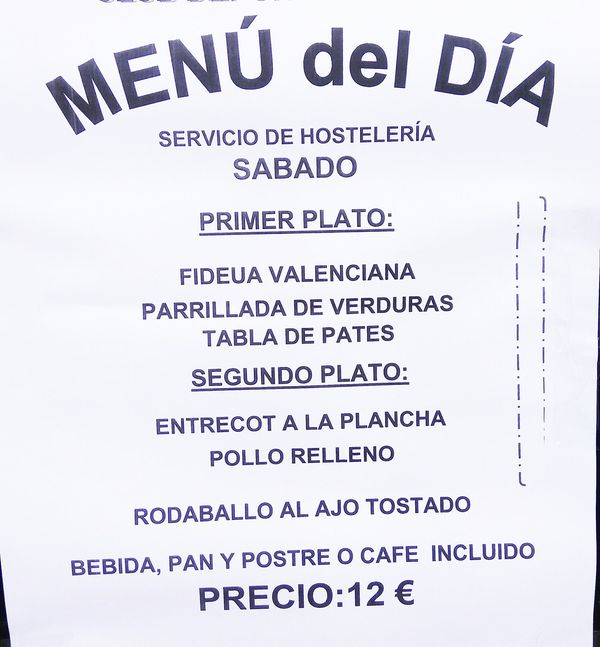 MENÚ del DÍA
SERVICIO DE HOSTELERÍA
SABADO
PRIMER PLATO:
FIDEUA VALENCIANA
PARRILLADA DE VERDURAS
TABLA DE PATES
SEGUNDO PLATO:
ENTRECOT A LA PLANCHA
POLLO RELLENO
RODABALLO AL AJO TOSTADO
BEBIDA, PAN Y POSTRE O CAFE INCLUIDO
PRECIO:12 €